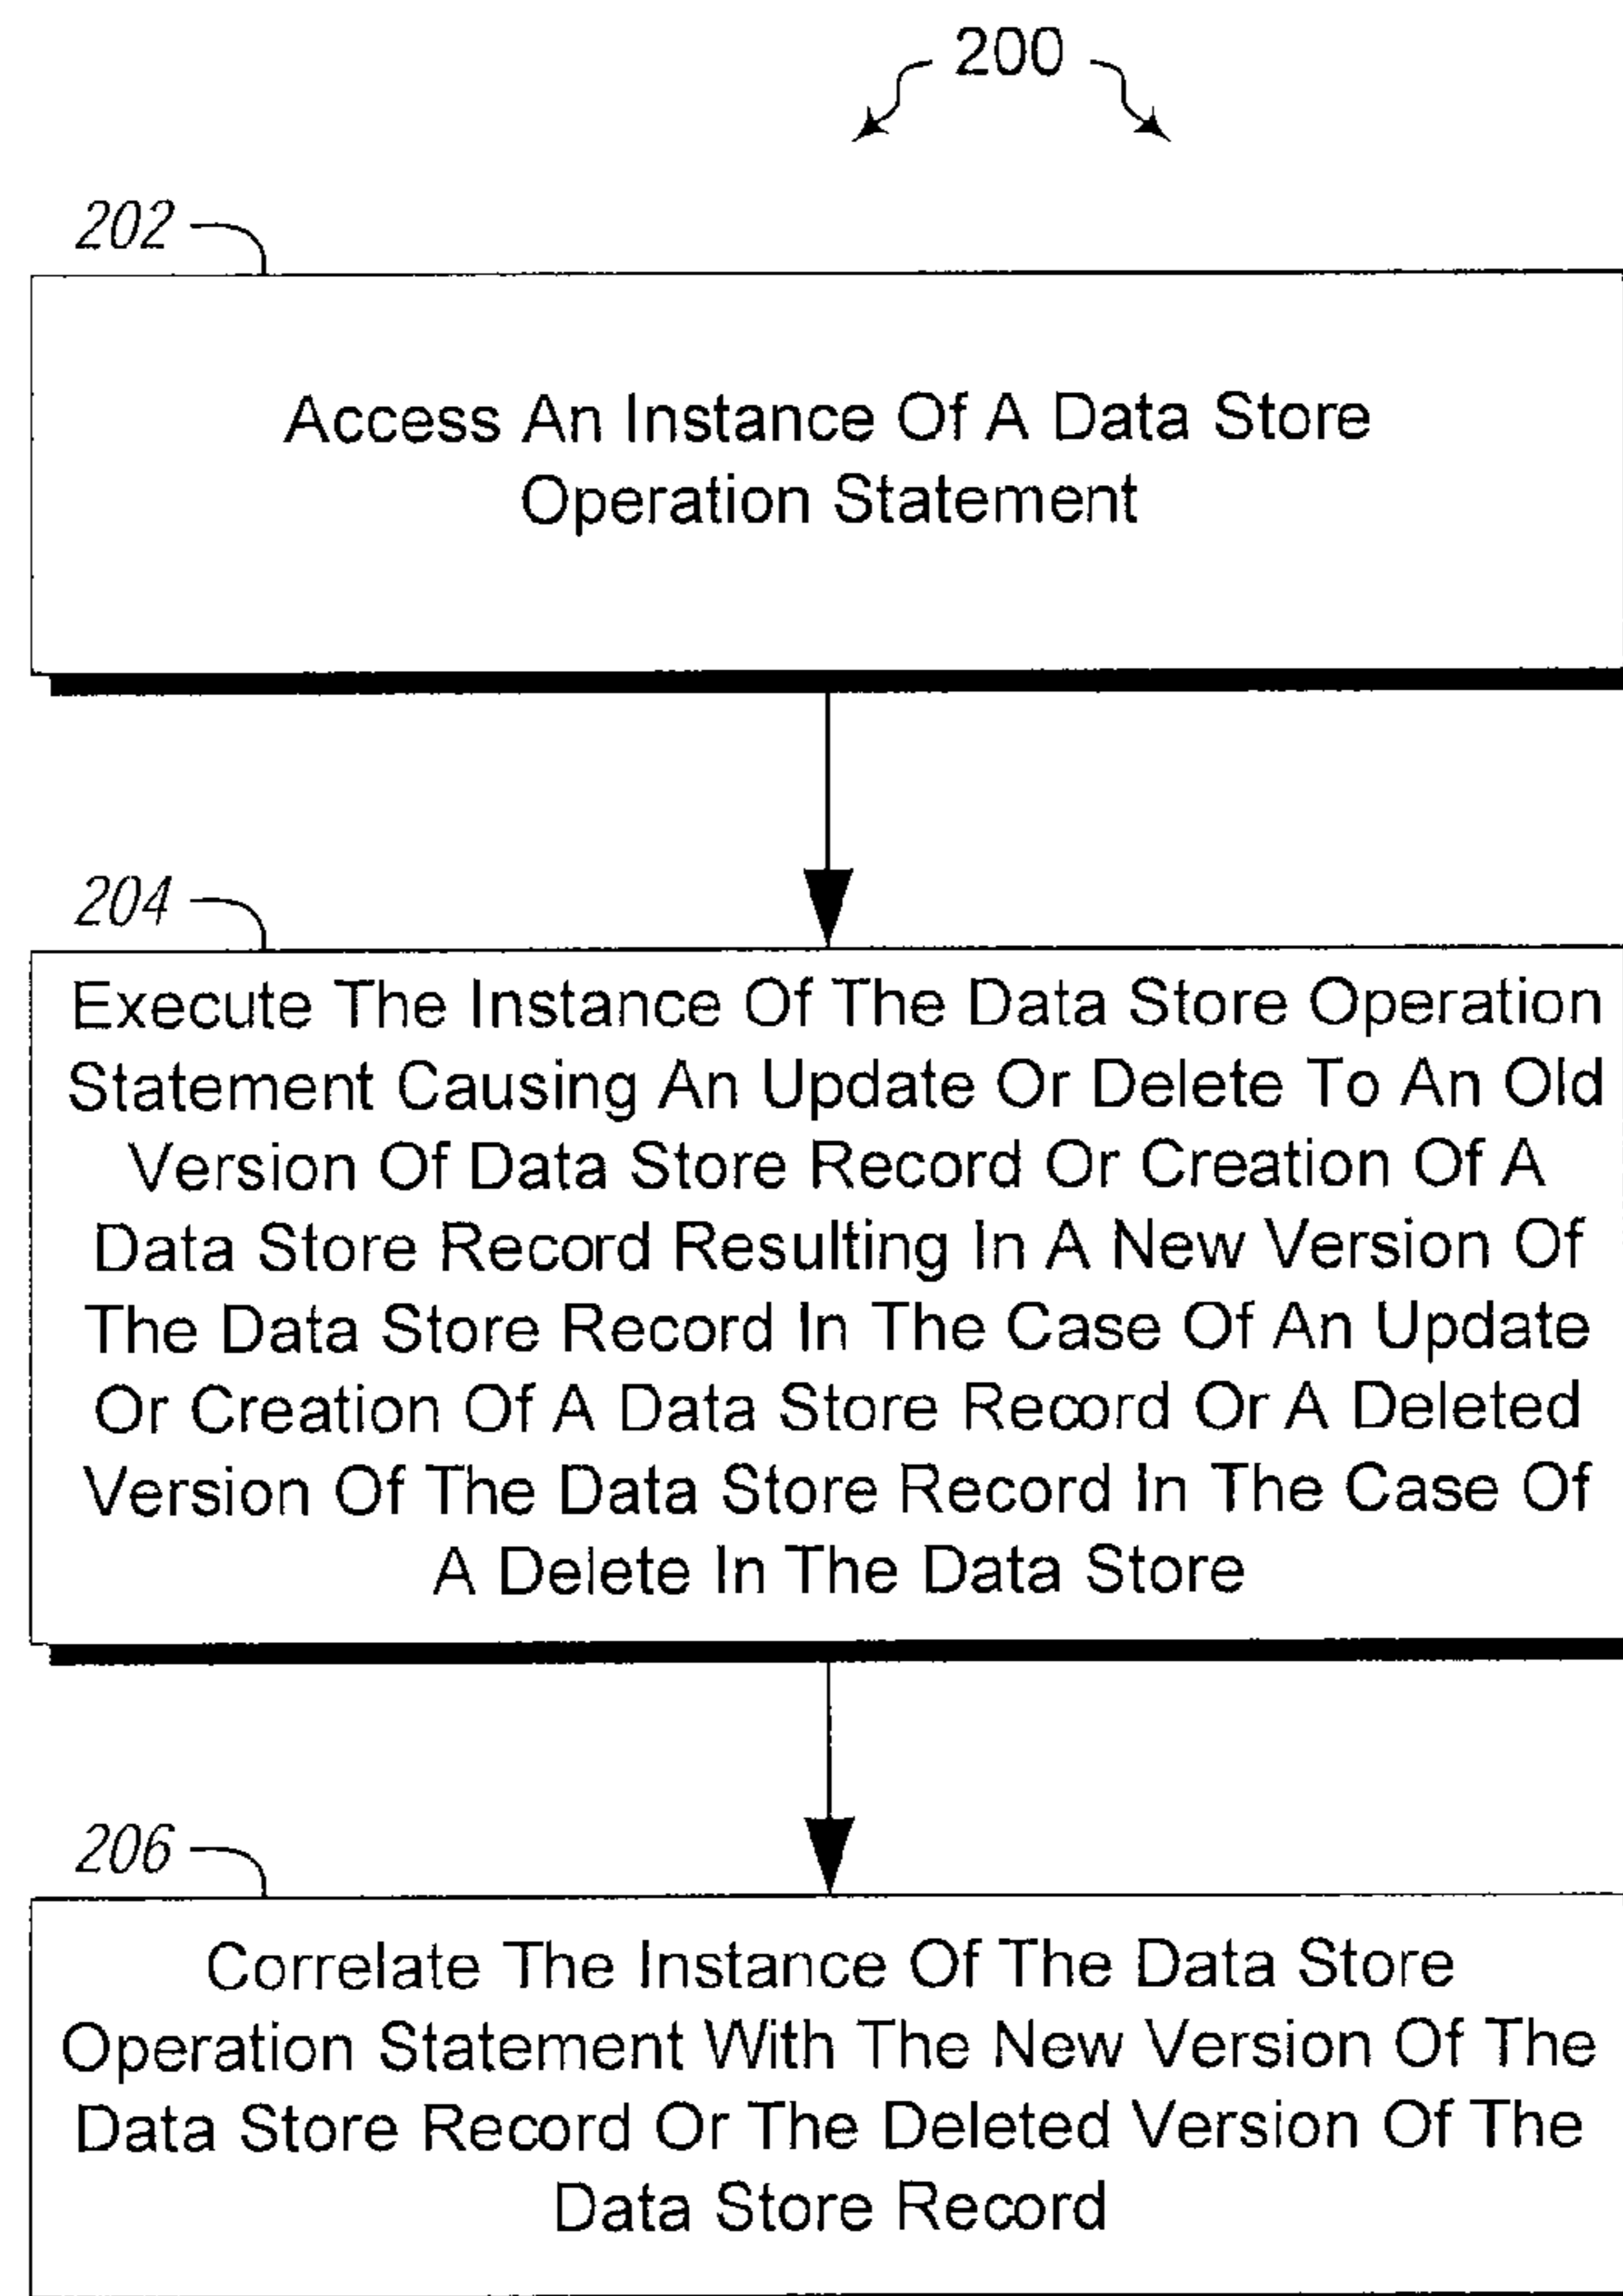 200
202
Access An Instance Of A Data Store
Operation Statement
204
Execute The Instance Of The Data Store Operation
Statement Causing An Update Or Delete To An Old
Version Of Data Store Record Or Creation Of A
Data Store Record Resulting In A New Version Of
The Data Store Record In The Case Of An Update
Or Creation Of A Data Store Record Or A Deleted
Version Of The Data Store Record In The Case Of
A Delete In The Data Store
206
Correlate The Instance Of The Data Store
Operation Statement With The New Version Of The
Data Store Record Or The Deleted Version Of The
Data Store Record